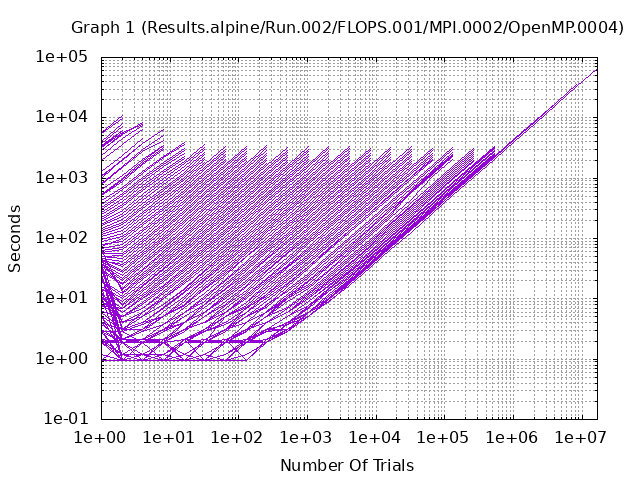 Graph 1 (Results.alpine/Run.002/FLOPS.001/MPI.0002/OpenMP.0004)
1e+05
1e+04
1e+03
1e+02
1e+01
1e+00
1e-01
Seconds
1e+00 1e+01 1e+02 1e+03 1e+04 1e+05 1e+06 1e+07
Number Of Trials